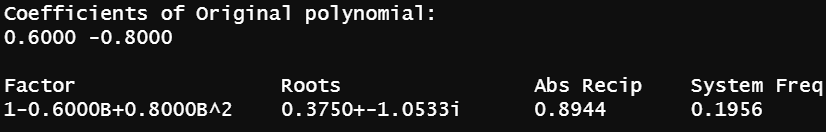 Coefficients of Original polynomial:
0.6000 -0.8000
Factor Roots Abs Recip System Freq
1-0.6000B+0.8000B^2 0.3750+-1.0533i 0.8944 0.1956